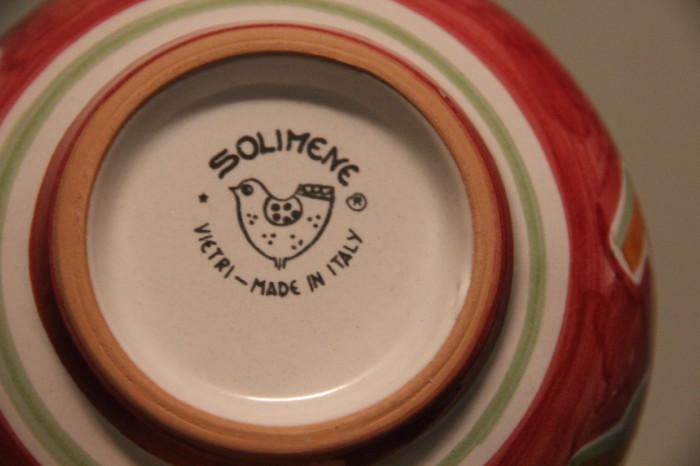 SOLIMENE
®
VIETRI – MADE IN ITALY